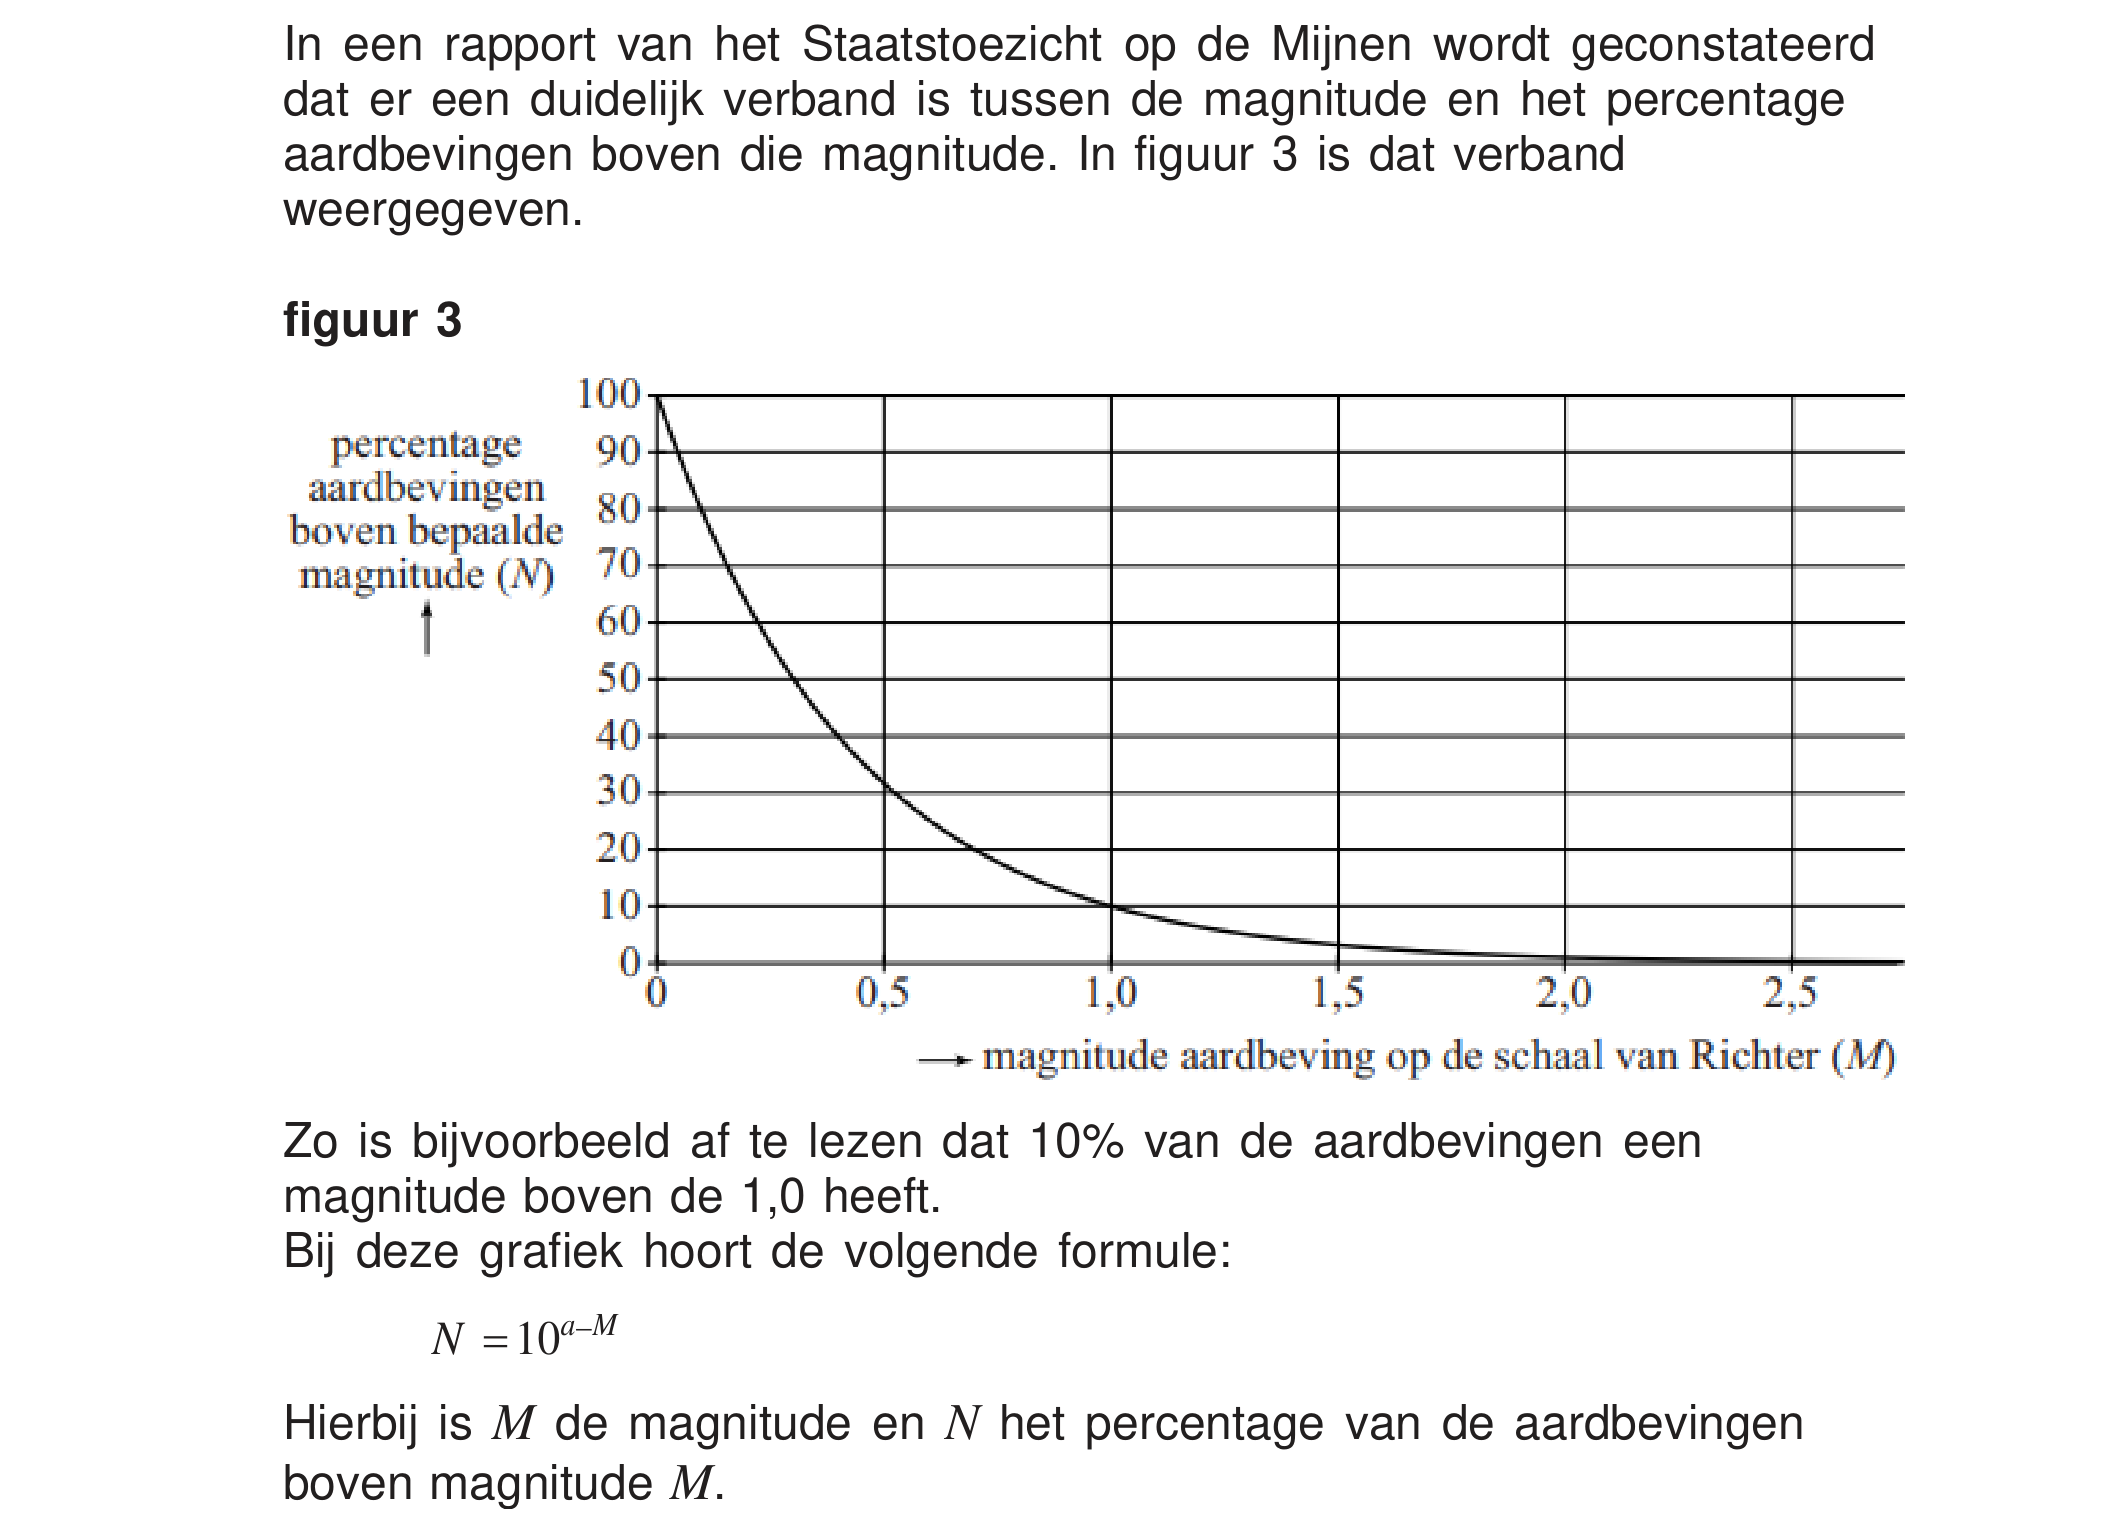 In een rapport van het Staatstoezicht op de Mijnen wordt geconstateerd
dat er een duidelijk verband is tussen de magnitude en het percentage
aardbevingen boven die magnitude. In figuur 3 is dat verband
weergegeven.
figuur 3
percentage
aardbevingen
boven bepaalde
magnitude (N)
100
90
80
70
60
50
40
30
20
10
0
0 0,5 1,0 1,5 2,0 2,5
magnitude aardbeving op de schaal van Richter (M)
Zo is bijvoorbeeld af te lezen dat 10% van de aardbevingen een
magnitude boven de 1,0 heeft.
Bij deze grafiek hoort de volgende formule:
N = 10^{a–M}
Hierbij is M de magnitude en N het percentage van de aardbevingen
boven magnitude M.